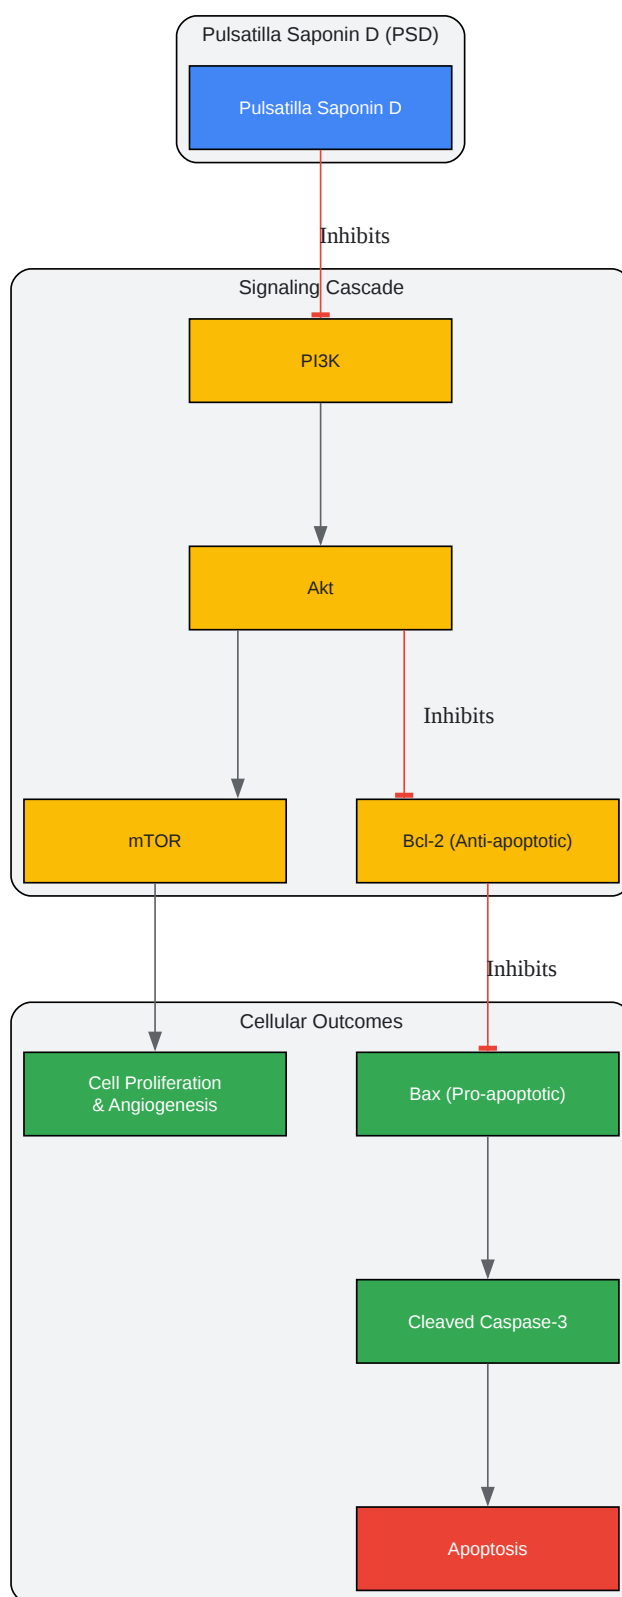 Pulsatilla Saponin D (PSD)
Pulsatilla Saponin D
Inhibits
Signaling Cascade
PI3K
Akt
Inhibits
mTOR
Bcl-2 (Anti-apoptotic)
Inhibits
Cellular Outcomes
Cell Proliferation
& Angiogenesis
Bax (Pro-apoptotic)
Cleaved Caspase-3
Apoptosis